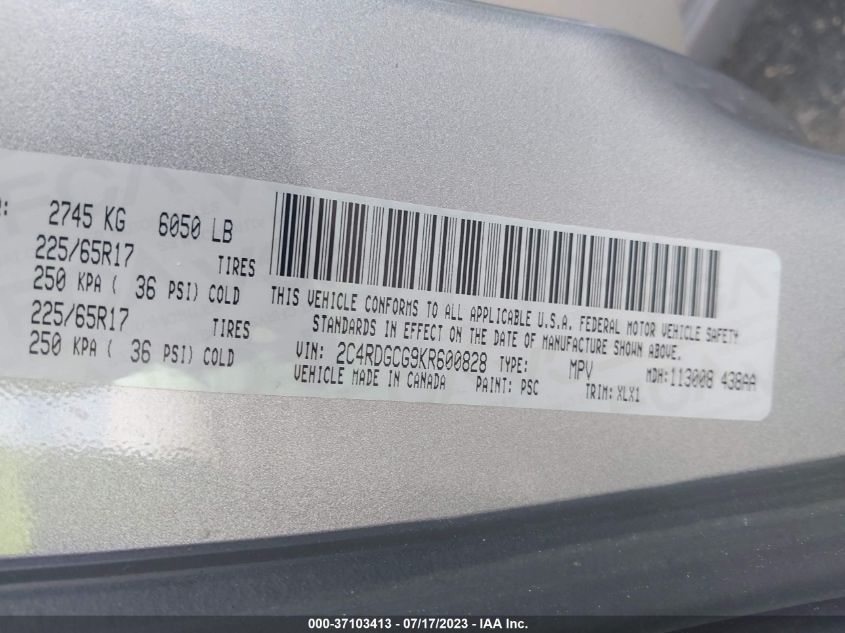 R: 2745 KG 6050 LB
225/65R17 TIRES
250 KPA ( 36 PSI) COLD
225/65R17 TIRES
250 KPA ( 36 PSI) COLD
THIS VEHICLE CONFORMS TO ALL APPLICABLE U.S.A. FEDERAL MOTOR VEHICLE SAFETY
STANDARDS IN EFFECT ON THE DATE OF MANUFACTURE SHOWN ABOVE.
VIN: 2C4RDGCG9KR600828 TYPE: MPV MDH:113008 438AA
VEHICLE MADE IN CANADA PAINT: PSC TRIM: XLX1
000-37103413 - 07/17/2023 - IAA Inc.